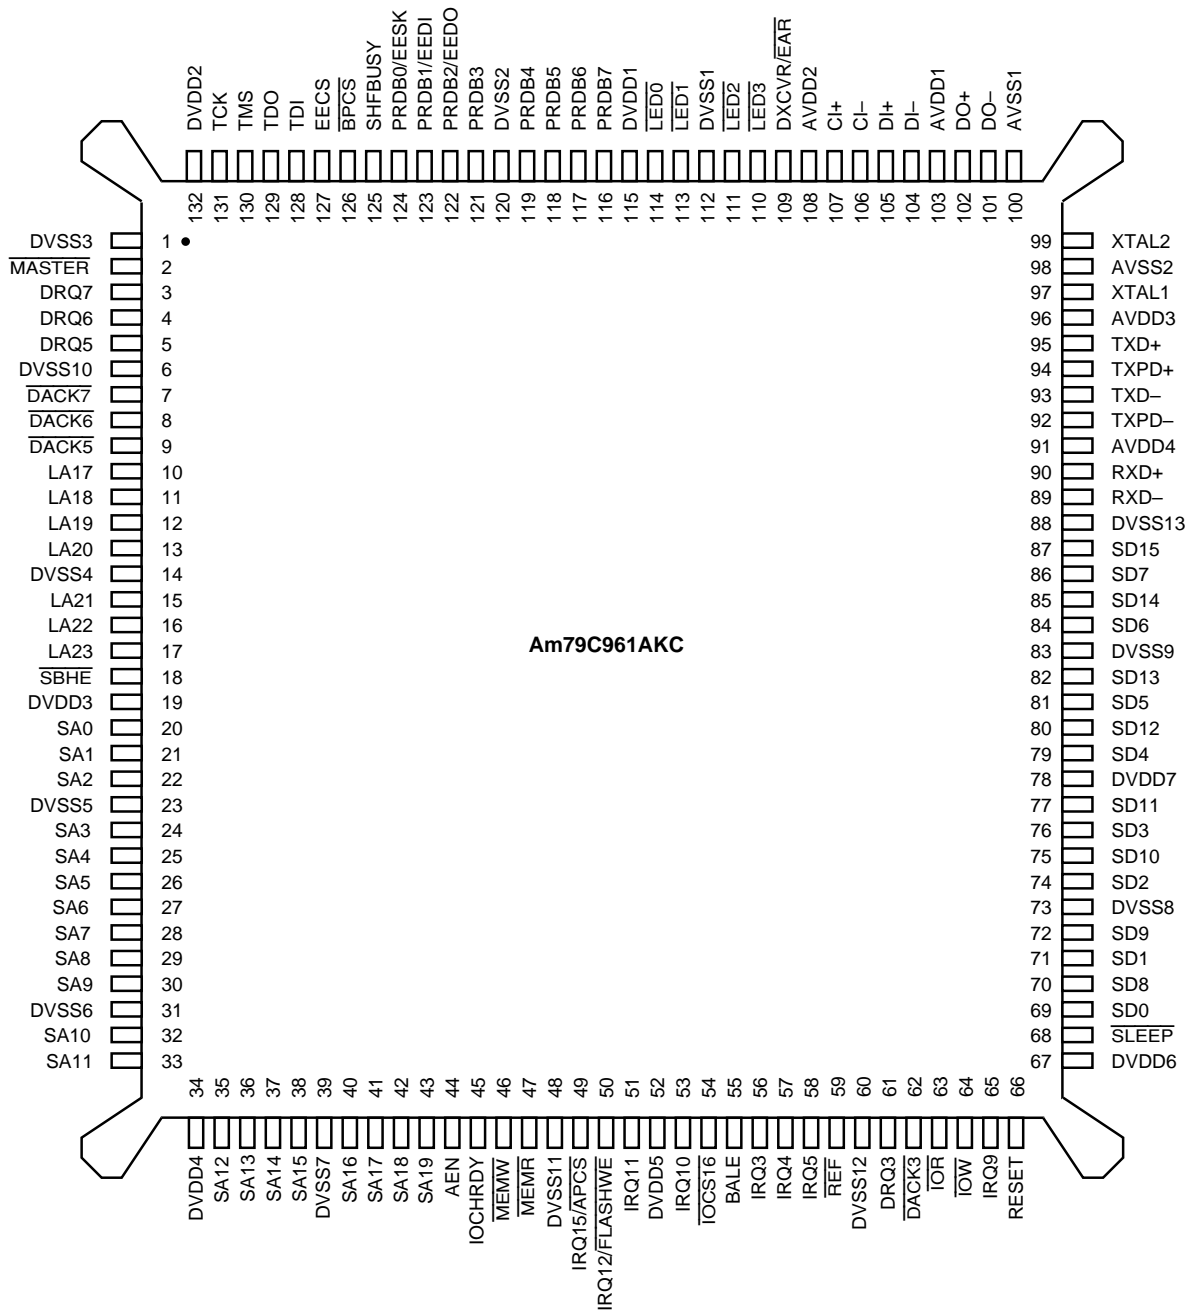 DVDD2
TCK
TMS
TDO
TDI
EECS
BPCS
SHFBUSY
PRDB0/EESK
PRDB1/EEDI
PRDB2/EEDO
PRDB3
DVSS2
PRDB4
PRDB5
PRDB6
PRDB7
DVDD1
LED0
LED1
DVSS1
LED2
LED3
DXCVR/EAR
AVDD2
CI+
CI–
DI+
DI–
AVDD1
DO+
DO–
AVSS1
132
131
130
129
128
127
126
125
124
123
122
121
120
119
118
117
116
115
114
113
112
111
110
109
108
107
106
105
104
103
102
101
100
DVSS3 1 99 XTAL2
MASTER 2 98 AVSS2
DRQ7 3 97 XTAL1
DRQ6 4 96 AVDD3
DRQ5 5 95 TXD+
DVSS10 6 94 TXPD+
DACK7 7 93 TXD–
DACK6 8 92 TXPD–
DACK5 9 91 AVDD4
LA17 10 90 RXD+
LA18 11 89 RXD–
LA19 12 88 DVSS13
LA20 13 87 SD15
DVSS4 14 86 SD7
LA21 15 85 SD14
LA22 16 84 SD6
Am79C961AKC
LA23 17 83 DVSS9
SBHE 18 82 SD13
DVDD3 19 81 SD5
SA0 20 80 SD12
SA1 21 79 SD4
SA2 22 78 DVDD7
DVSS5 23 77 SD11
SA3 24 76 SD3
SA4 25 75 SD10
SA5 26 74 SD2
SA6 27 73 DVSS8
SA7 28 72 SD9
SA8 29 71 SD1
SA9 30 70 SD8
DVSS6 31 69 SD0
SA10 32 68 SLEEP
SA11 33 67 DVDD6
34
35
36
37
38
39
40
41
42
43
44
45
46
47
48
49
50
51
52
53
54
55
56
57
58
59
60
61
62
63
64
65
66
DVDD4
SA12
SA13
SA14
SA15
DVSS7
SA16
SA17
SA18
SA19
AEN
IOCHRDY
MEMW
MEMR
DVSS11
IRQ15/APCS
IRQ12/FLASHWE
IRQ11
DVDD5
IRQ10
IOCS16
BALE
IRQ3
IRQ4
IRQ5
REF
DVSS12
DRQ3
DACK3
IOR
IOW
IRQ9
RESET